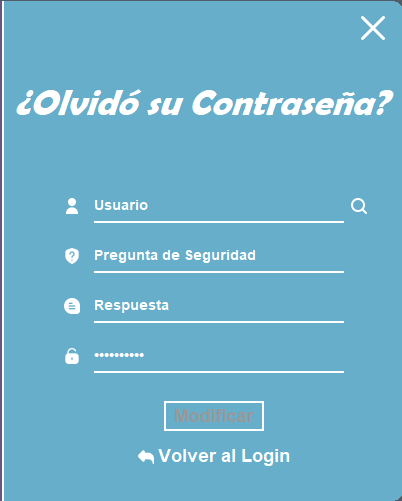 ¿Olvidó su Contraseña?
Usuario
Pregunta de Seguridad
Respuesta
••••••••••
Modificar
Volver al Login